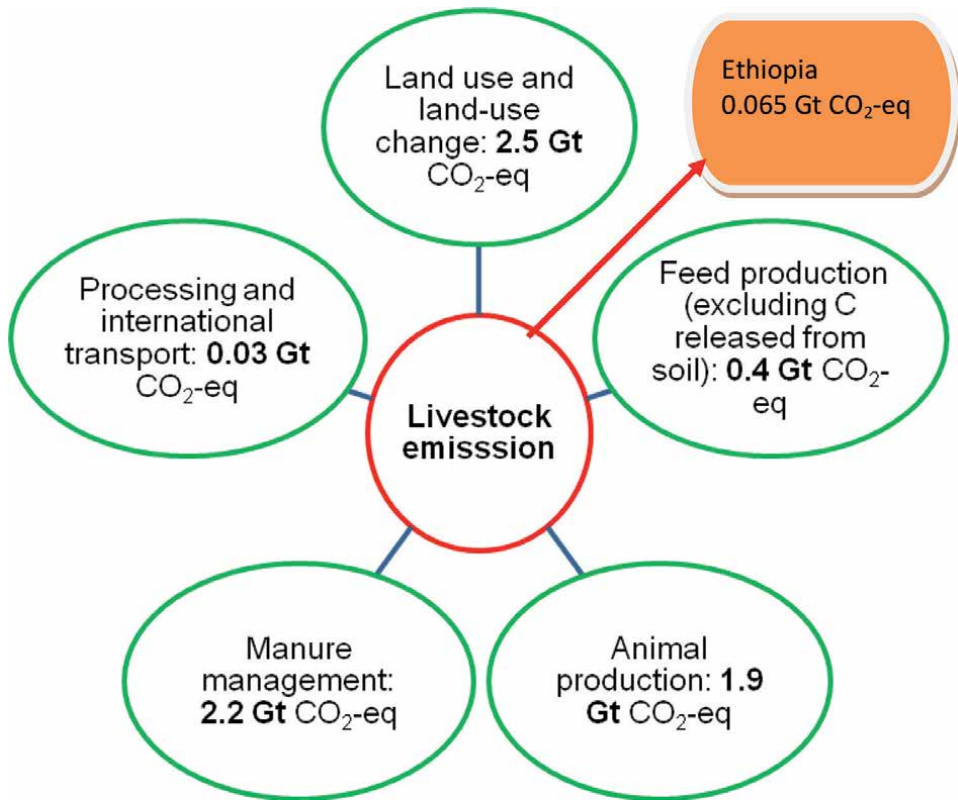 Land use and
land-use
change: 2.5 Gt
CO₂-eq
Ethiopia
0.065 Gt CO₂-eq
Processing and
international
transport: 0.03 Gt
CO₂-eq
Feed production
(excluding C
released from
soil): 0.4 Gt CO₂-
eq
Livestock
emisssion
Manure
management:
2.2 Gt CO₂-eq
Animal
production: 1.9
Gt CO₂-eq